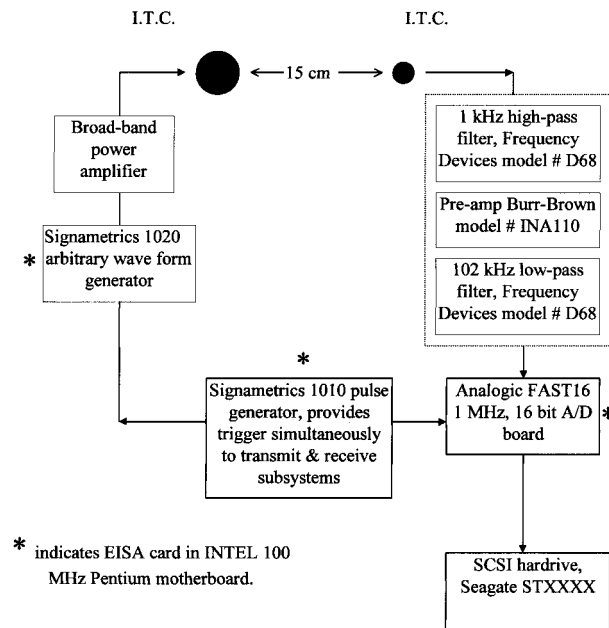 I.T.C.
I.T.C.
15 cm
Broad-band
power
amplifier
1 kHz high-pass
filter, Frequency
Devices model # D68
Pre-amp Burr-Brown
model # INA110
Signametrics 1020
* arbitrary wave form
generator
102 kHz low-pass
filter, Frequency
Devices model # D68
*
Signametrics 1010 pulse
generator, provides
trigger simultaneously
to transmit & receive
subsystems
Analogic FAST16
1 MHz, 16 bit A/D *
board
* indicates EISA card in INTEL 100
MHz Pentium motherboard.
SCSI hardrive,
Seagate STXXXX